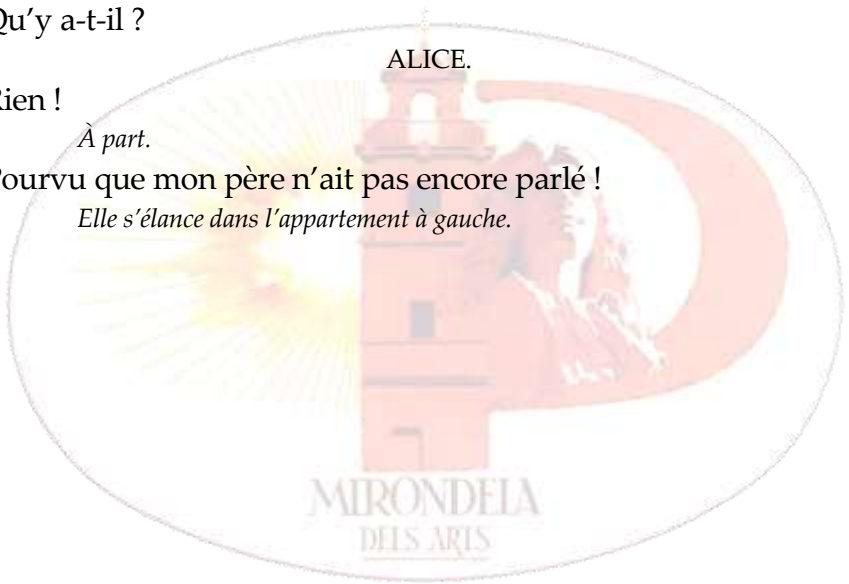 Qu'y a-t-il ?
ALICE.
Rien !
À part.
Pourvu que mon père n'ait pas encore parlé !
Elle s'élance dans l'appartement à gauche.
MIRONDELA
DELS ARTS